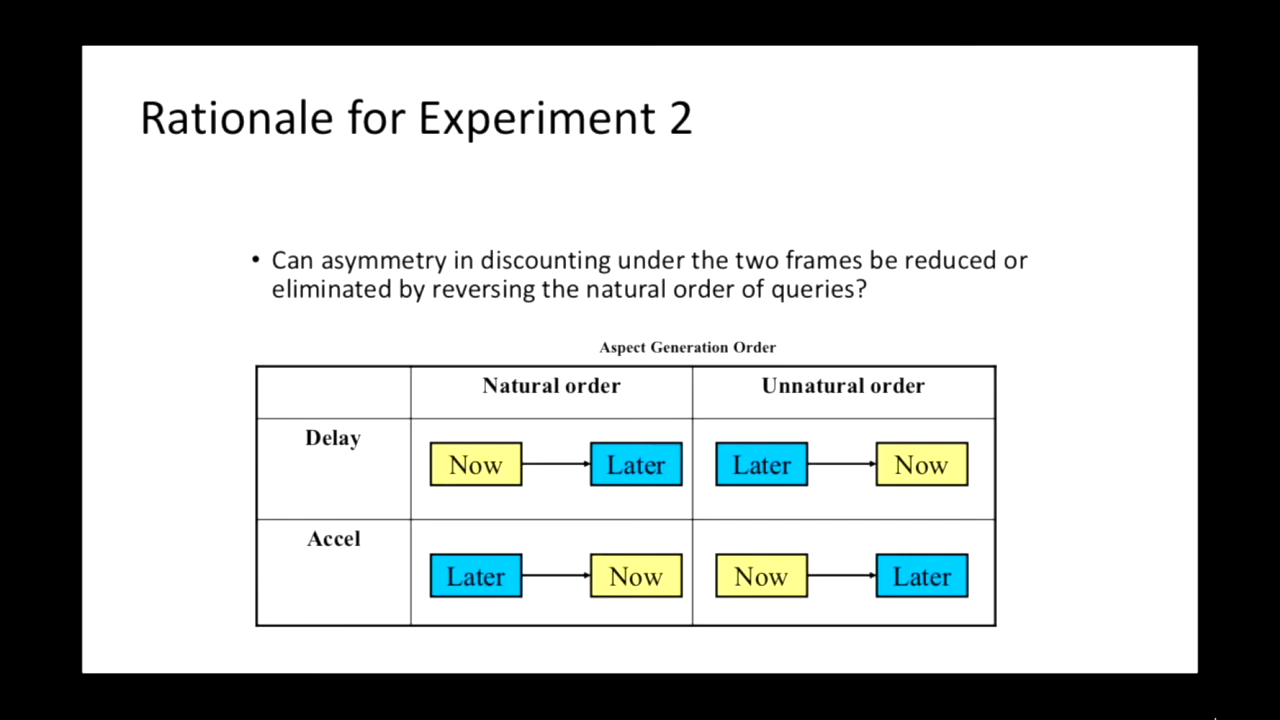 Rationale for Experiment 2
• Can asymmetry in discounting under the two frames be reduced or
eliminated by reversing the natural order of queries?
Aspect Generation Order
Natural order Unnatural order
Delay
Now Later Later Now
Accel
Later Now Now Later